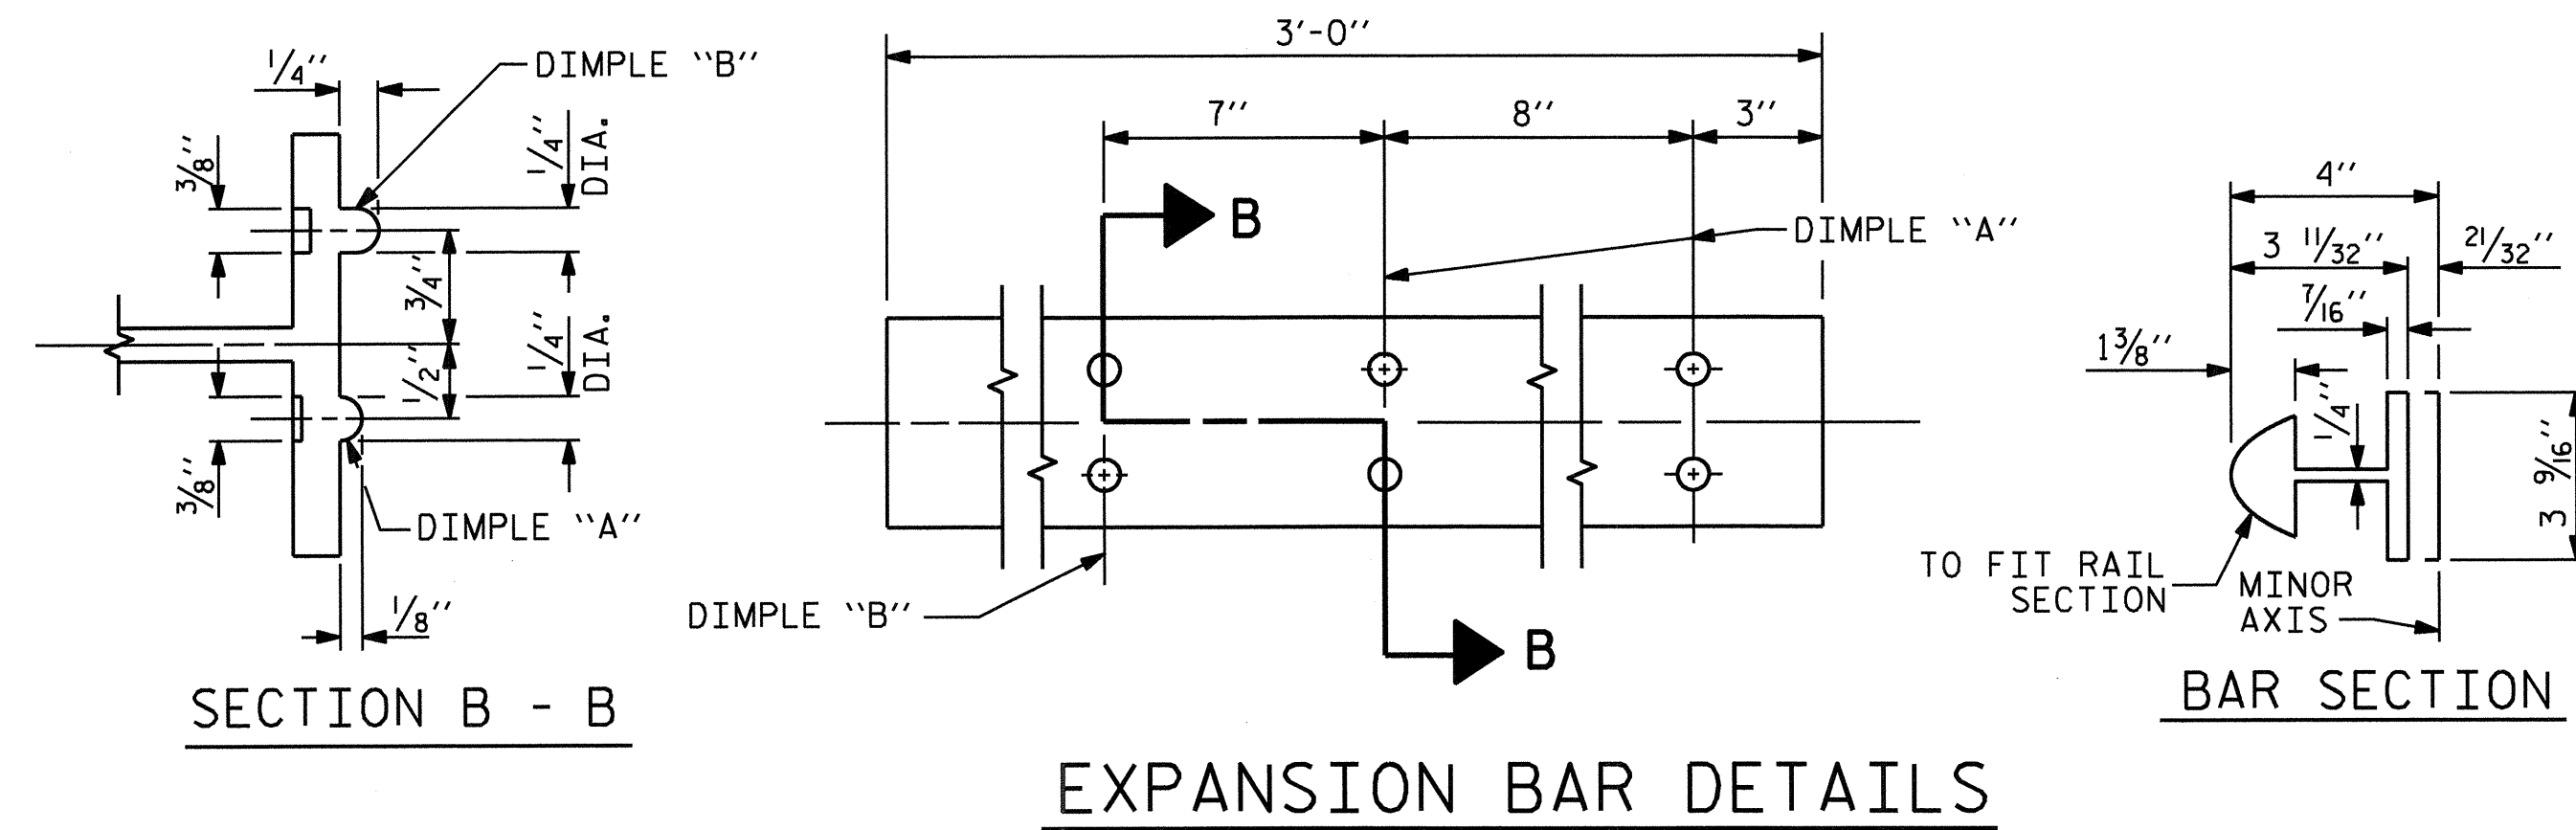 1/4"
DIMPLE "B"
3/8"
1/4" DIA.
3/4"
1/2"
1/4" DIA.
3/8"
DIMPLE "A"
1/8"
SECTION B - B
3'-0"
7"
8"
3"
B
DIMPLE "A"
DIMPLE "B"
B
EXPANSION BAR DETAILS
4"
3 11/32"
21/32"
7/16"
1 3/8"
1/4"
3 9/16"
TO FIT RAIL
SECTION
MINOR
AXIS
BAR SECTION